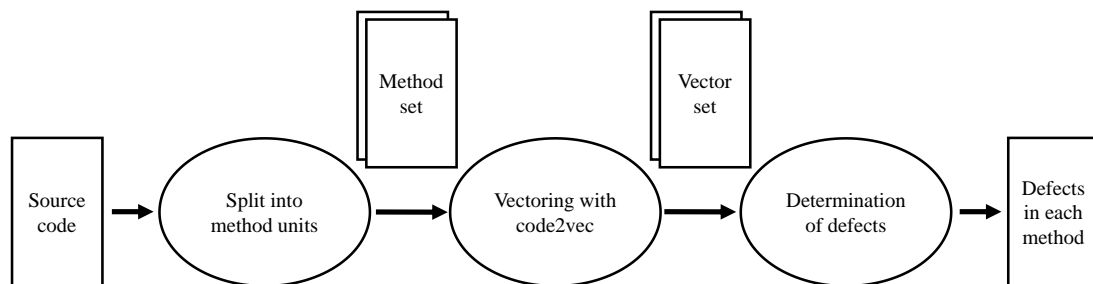 Source
code
Split into
method units
Method
set
Vectoring with
code2vec
Vector
set
Determination
of defects
Defects
in each
method